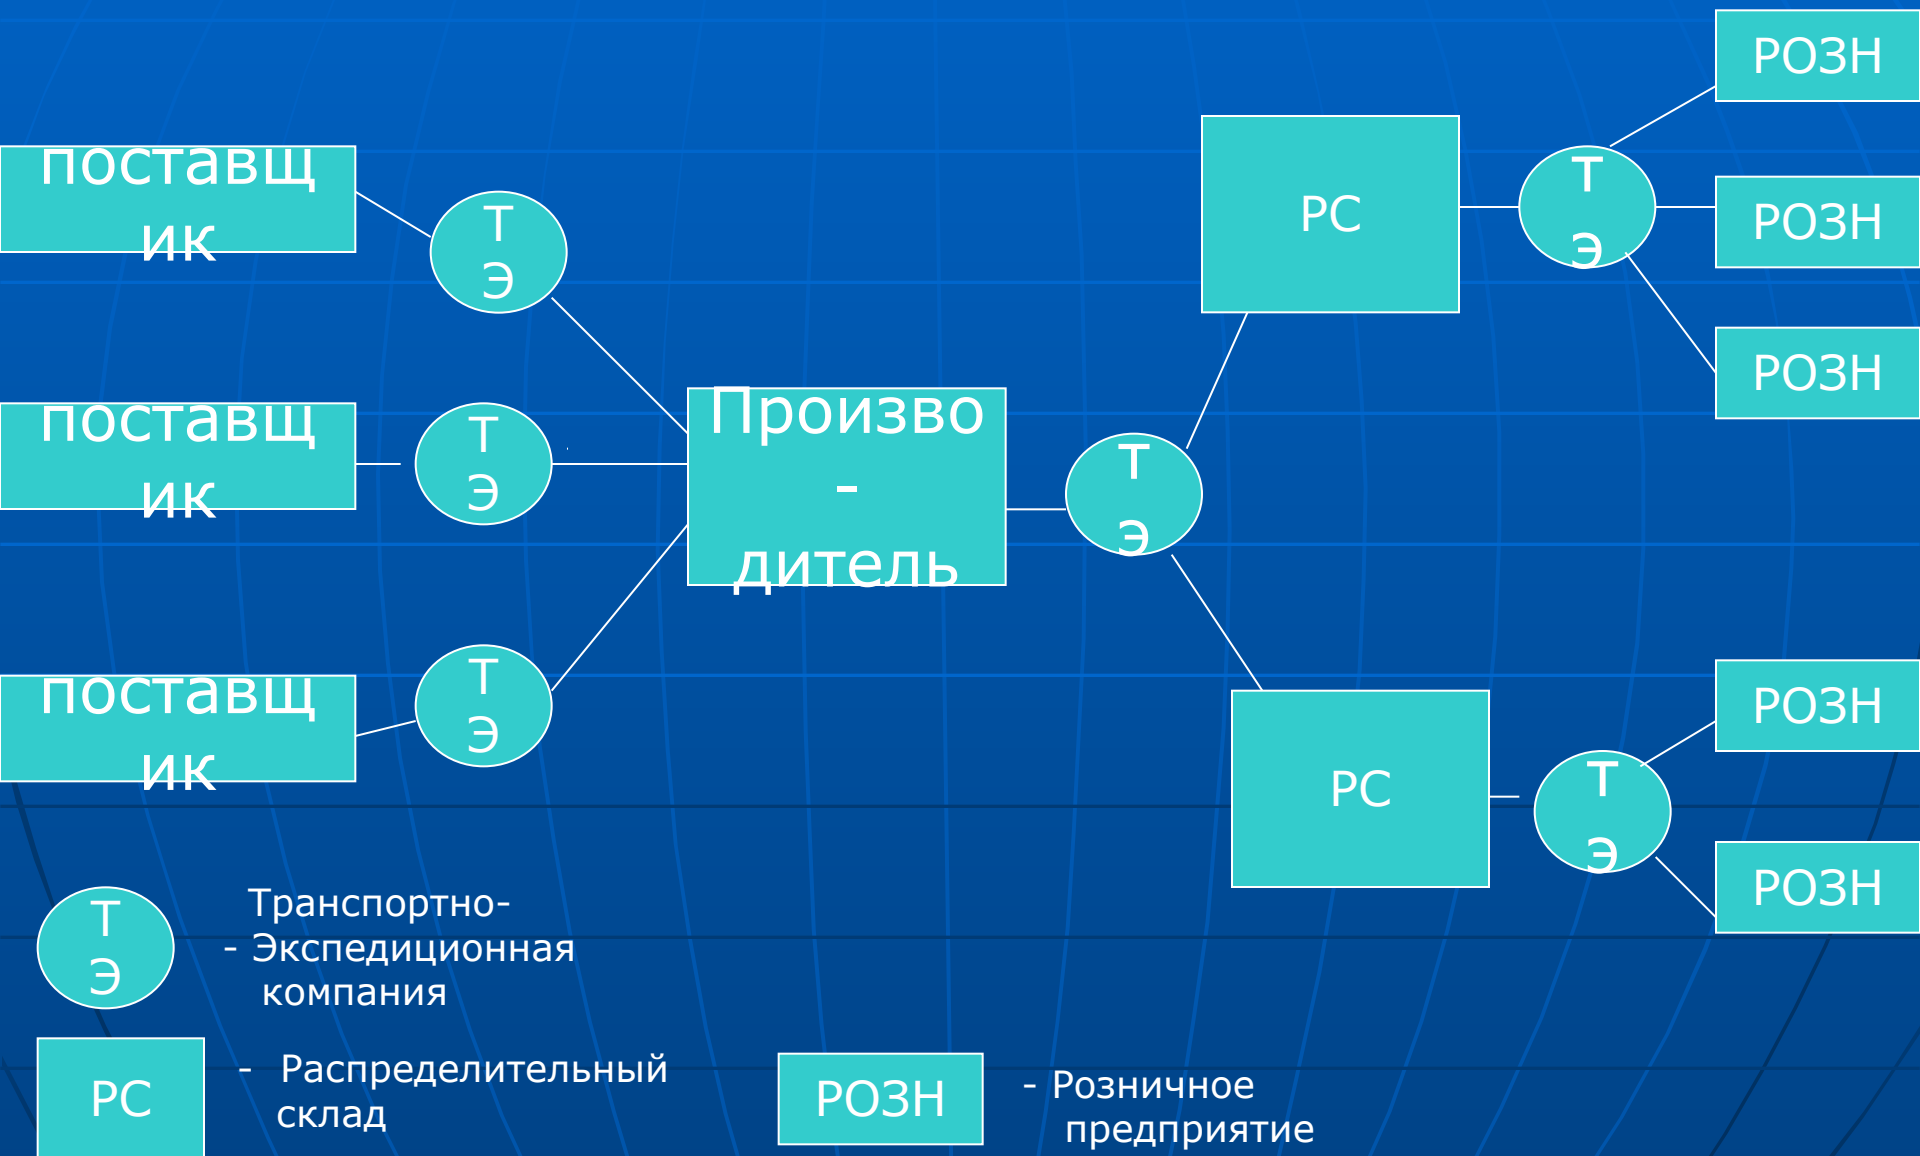 поставщ
ик
Т
Э
поставщ
ик
Т
Э
поставщ
ик
Т
Э
Произво
-
дитель
Т
Э
РС
Т
Э
РОЗН
РОЗН
РОЗН
РС
Т
Э
РОЗН
РОЗН
Т
Э
Транспортно-
- Экспедиционная
компания
РС
- Распределительный
склад
РОЗН
- Розничное
предприятие